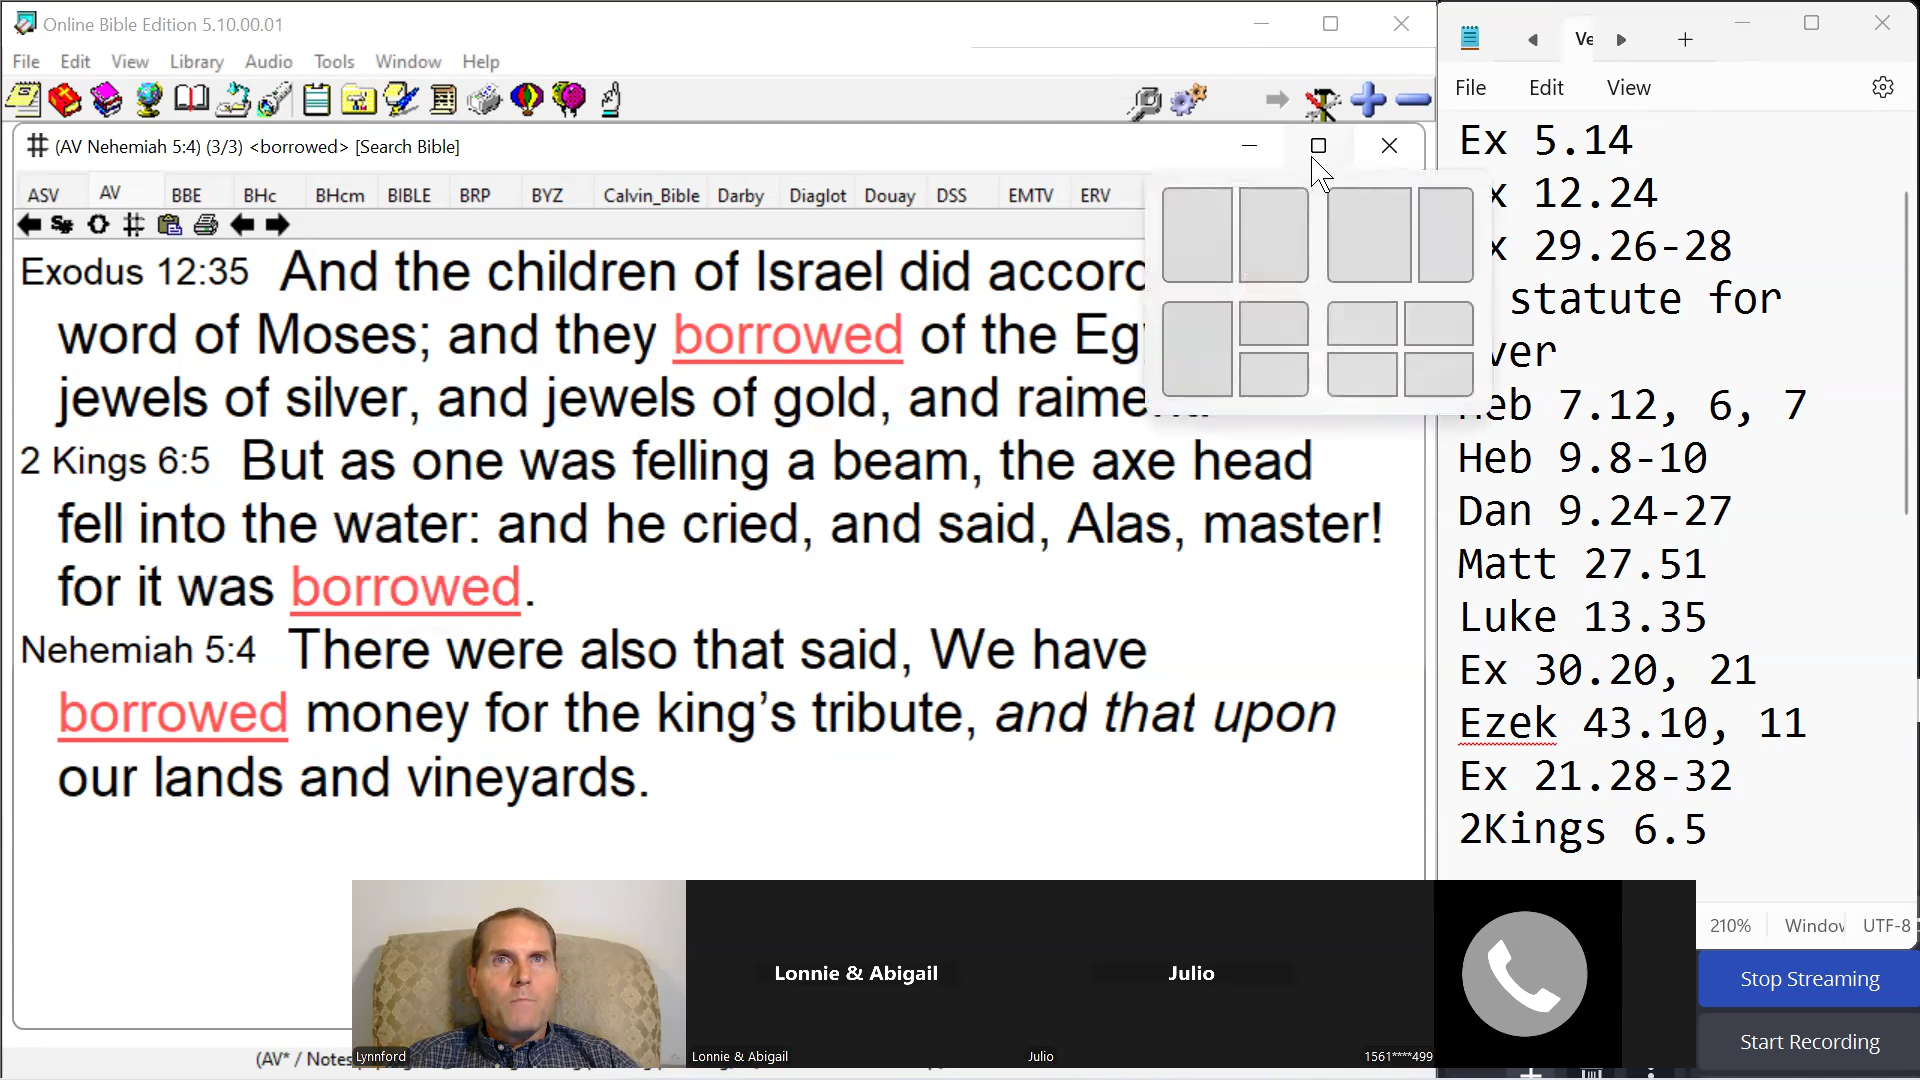 Online Bible Edition 5.10.00.01
File Edit View Library Audio Tools Window Help
(AV Nehemiah 5:4) (3/3) <borrowed> [Search Bible]
ASV AV BBE BHc BHcm BIBLE BRP BYZ Calvin_Bible Darby Diaglot Douay DSS EMTV ERV
Exodus 12:35 And the children of Israel did accor
word of Moses; and they borrowed of the Eg
jewels of silver, and jewels of gold, and raime
2 Kings 6:5 But as one was felling a beam, the axe head
fell into the water: and he cried, and said, Alas, master!
for it was borrowed.
Nehemiah 5:4 There were also that said, We have
borrowed money for the king’s tribute, and that upon
our lands and vineyards.
(AV* / Notes
Ve
File Edit View
Ex 5.14
x 12.24
x 29.26-28
statute for
ver
eb 7.12, 6, 7
Heb 9.8-10
Dan 9.24-27
Matt 27.51
Luke 13.35
Ex 30.20, 21
Ezek 43.10, 11
Ex 21.28-32
2Kings 6.5
210% Window UTF-8
Lonnie & Abigail
Julio
Lynnford
Lonnie & Abigail
Julio
1561****499
Stop Streaming
Start Recording